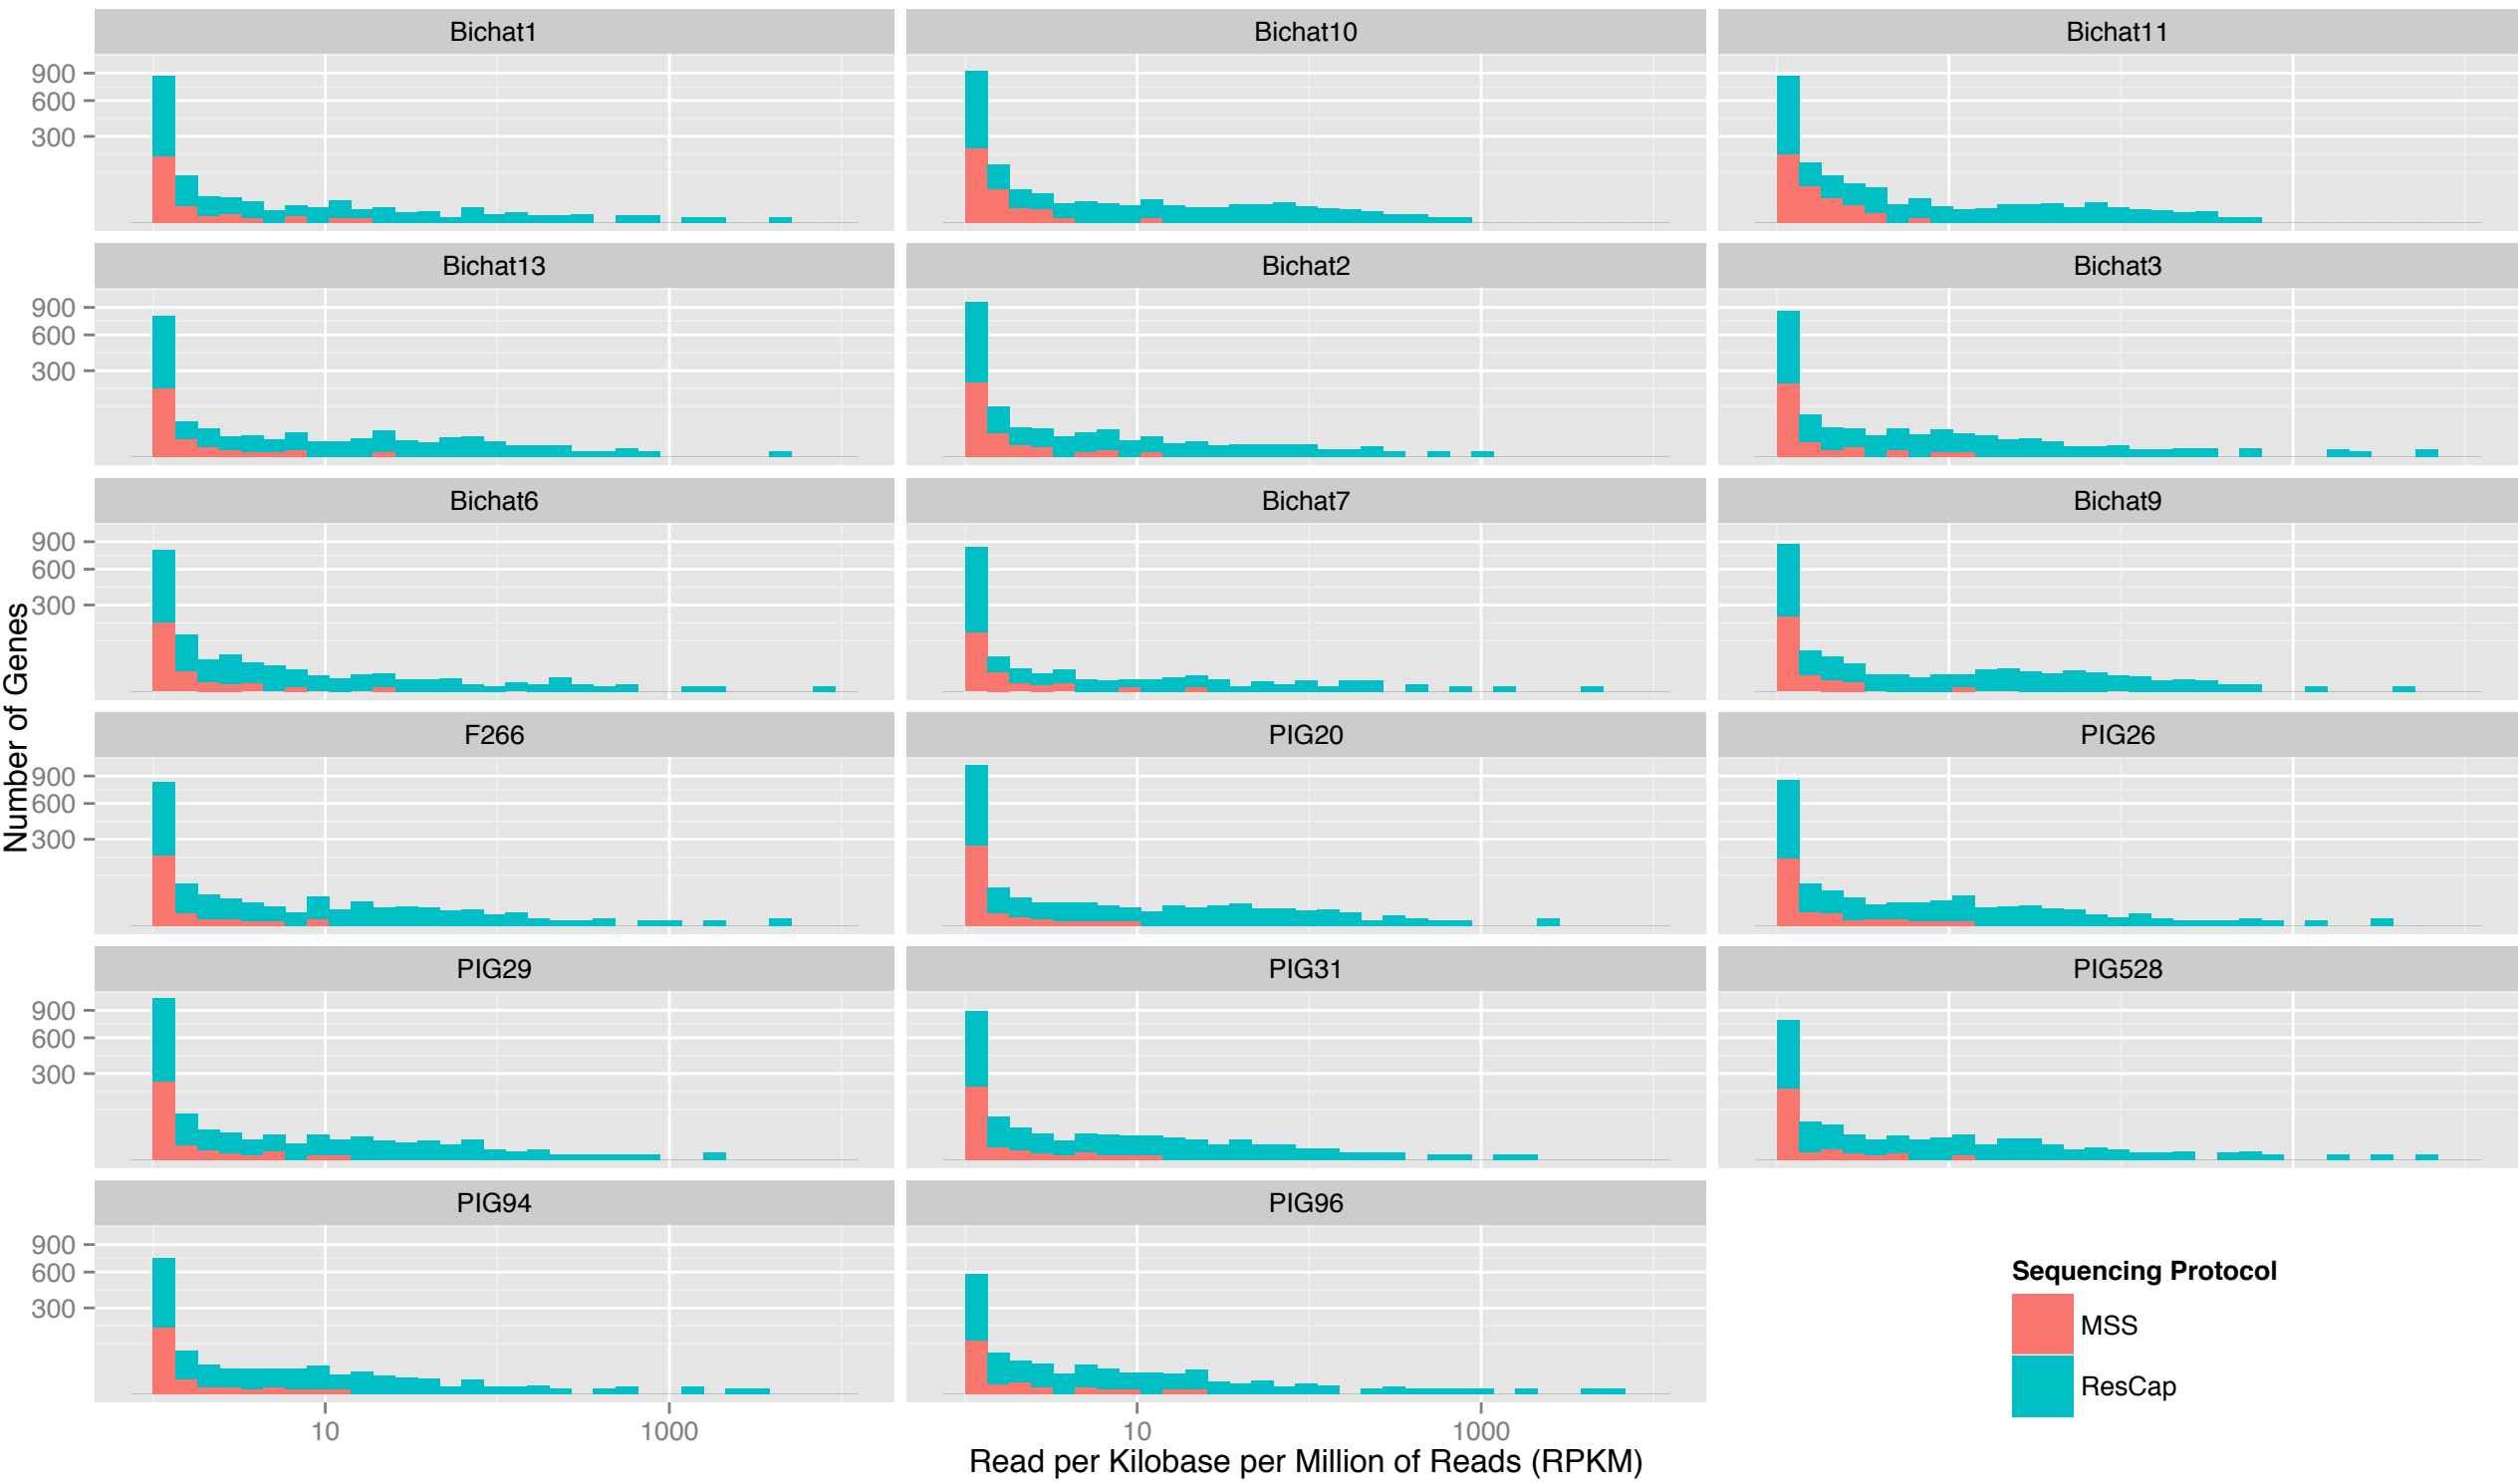 Bichat1
Bichat10
Bichat11
900
600
300
Bichat13
Bichat2
Bichat3
900
600
300
Bichat6
Bichat7
Bichat9
900
600
300
Number of Genes
F266
PIG20
PIG26
900
600
300
PIG29
PIG31
PIG528
900
600
300
PIG94
PIG96
900
600
300
Sequencing Protocol
MSS
ResCap
10
1000
10
1000
Read per Kilobase per Million of Reads (RPKM)